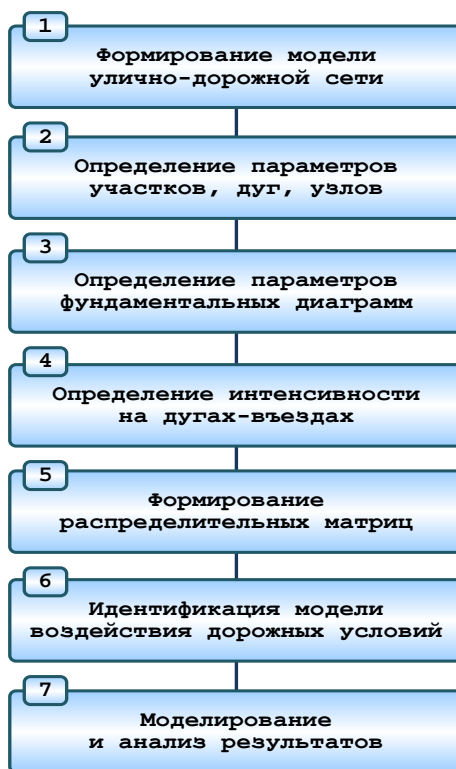 1
Формирование модели
улично-дорожной сети
2
Определение параметров
участков, дуг, узлов
3
Определение параметров
фундаментальных диаграмм
4
Определение интенсивности
на дугах-въездах
5
Формирование
распределительных матриц
6
Идентификация модели
воздействия дорожных условий
7
Моделирование
и анализ результатов